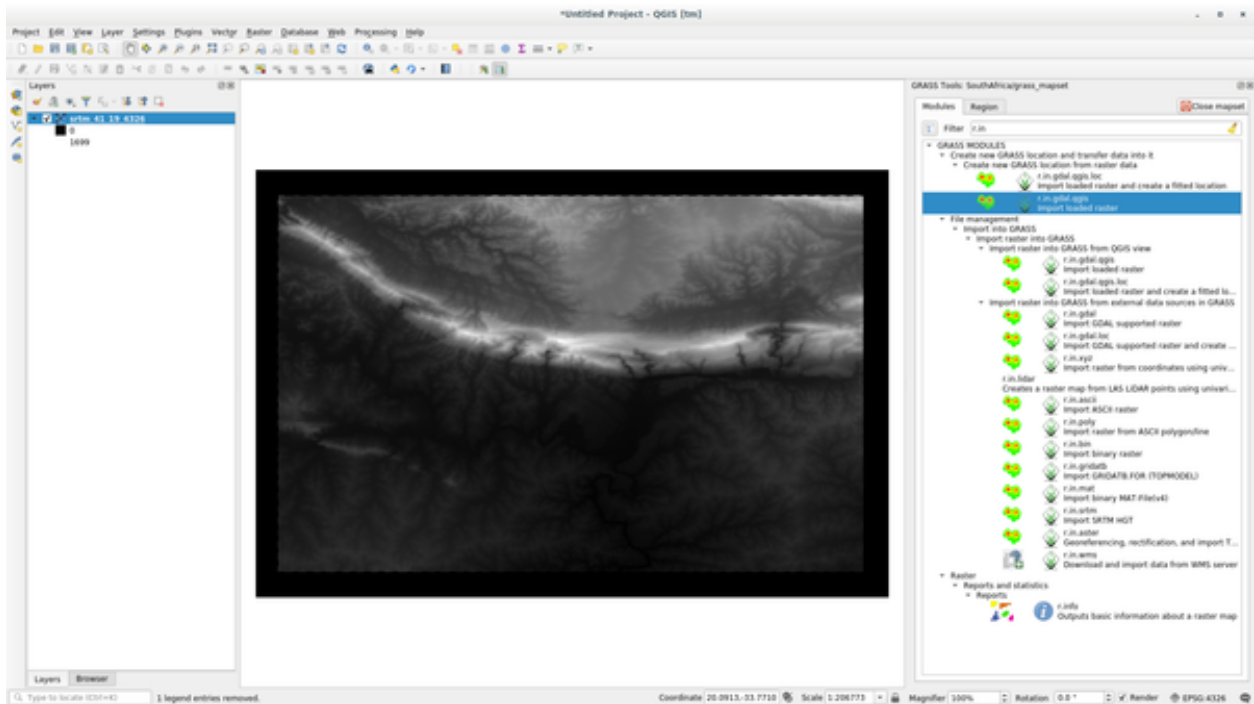 *Untitled Project - QGIS [tm]
Project Edit View Layer Settings Plugins Vector Raster Database Web Processing Help
Layers
srtm_41_19_4326
0
1699
Layers Browser
GRASS Tools: SouthAfrica/grass_mapset
Modules Region Close mapset
Filter r.in
GRASS MODULES
Create new GRASS location and transfer data into it
Create new GRASS location from raster data
r.in.gdal.qgis.loc
Import loaded raster and create a fitted location
r.in.gdal.qgis
Import loaded raster
File management
Import into GRASS
Import raster into GRASS
Import raster into GRASS from QGIS view
r.in.gdal.qgis
Import loaded raster
r.in.gdal.qgis.loc
Import loaded raster and create a fitted lo...
Import raster into GRASS from external data sources in GRASS
r.in.gdal
Import GDAL supported raster
r.in.gdal.loc
Import GDAL supported raster and create ...
r.in.xyz
Import raster from coordinates using univ...
r.in.lidar
Creates a raster map from LAS LiDAR points using univari...
r.in.ascii
Import ASCII raster
r.in.poly
Import raster from ASCII polygon/line
r.in.bin
Import binary raster
r.in.gridatb
Import GRIDATB.FOR (TOPMODEL)
r.in.mat
Import binary MAT-File(v4)
r.in.srtm
Import SRTM HGT
r.in.aster
Georeferencing, rectification, and import T...
r.in.wms
Download and import data from WMS server
Raster
Reports and statistics
Reports
r.info
Outputs basic information about a raster map
Type to locate (Ctrl+K) 1 legend entries removed. Coordinate 20.0913,-33.7710 Scale 1:206773 Magnifier 100% Rotation 0.0 ° Render EPSG:4326